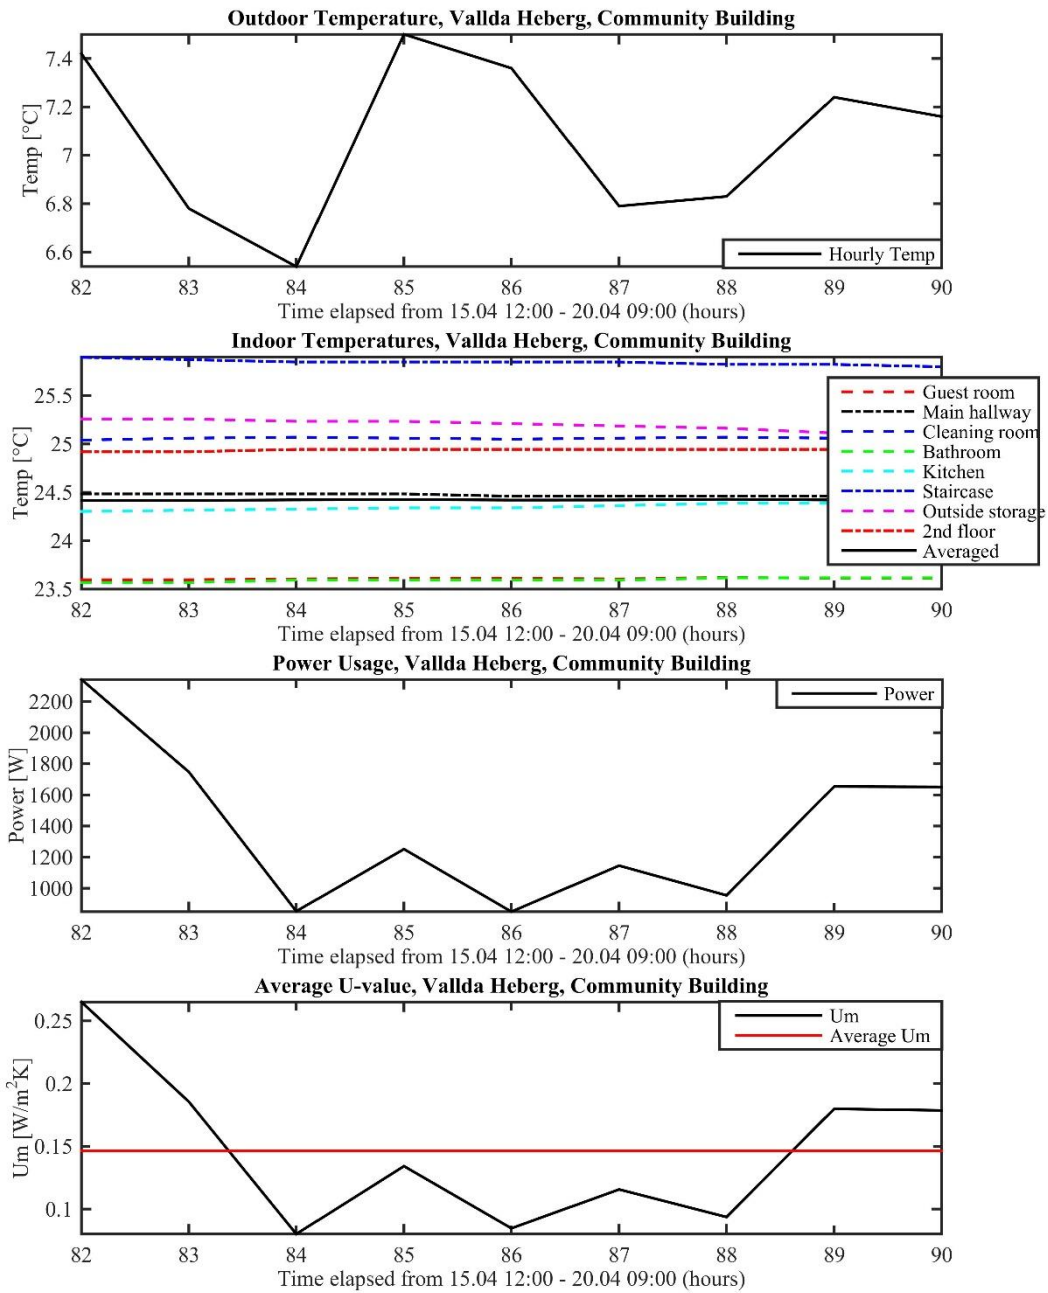 Outdoor Temperature, Vallda Heberg, Community Building
Temp [°C]
7.4
7.2
7
6.8
6.6
Hourly Temp
82 83 84 85 86 87 88 89 90
Time elapsed from 15.04 12:00 - 20.04 09:00 (hours)
Indoor Temperatures, Vallda Heberg, Community Building
Temp [°C]
25.5
25
24.5
24
23.5
Guest room
Main hallway
Cleaning room
Bathroom
Kitchen
Staircase
Outside storage
2nd floor
Averaged
82 83 84 85 86 87 88 89 90
Time elapsed from 15.04 12:00 - 20.04 09:00 (hours)
Power Usage, Vallda Heberg, Community Building
Power [W]
2200
2000
1800
1600
1400
1200
1000
Power
82 83 84 85 86 87 88 89 90
Time elapsed from 15.04 12:00 - 20.04 09:00 (hours)
Average U-value, Vallda Heberg, Community Building
Um [W/m²K]
0.25
0.2
0.15
0.1
Um
Average Um
82 83 84 85 86 87 88 89 90
Time elapsed from 15.04 12:00 - 20.04 09:00 (hours)